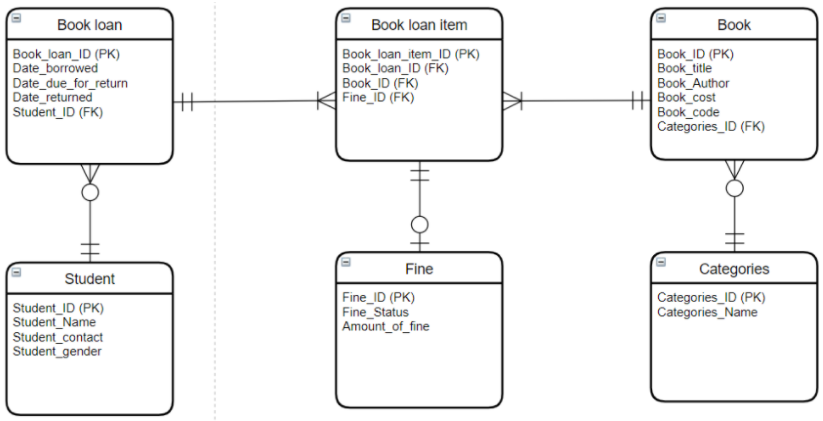 Book loan
Book_loan_ID (PK)
Date_borrowed
Date_due_for_return
Date_returned
Student_ID (FK)
Book loan item
Book_loan_item_ID (PK)
Book_loan_ID (FK)
Book_ID (FK)
Fine_ID (FK)
Book
Book_ID (PK)
Book_title
Book_Author
Book_cost
Book_code
Categories_ID (FK)
Student
Student_ID (PK)
Student_Name
Student_contact
Student_gender
Fine
Fine_ID (PK)
Fine_Status
Amount_of_fine
Categories
Categories_ID (PK)
Categories_Name